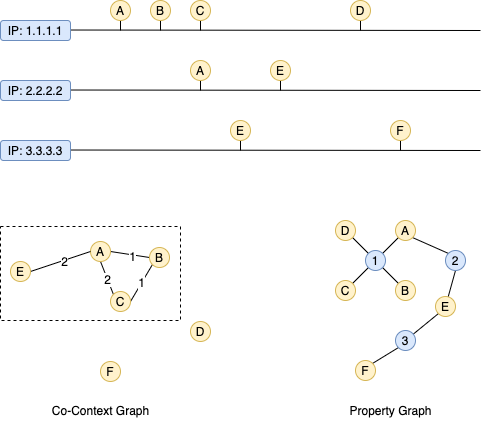 A B C D
IP: 1.1.1.1
A E
IP: 2.2.2.2
E F
IP: 3.3.3.3
D A
A 1 B
E 2
1 2
2 1
C B
C
E
D
3
F
F
Co-Context Graph Property Graph